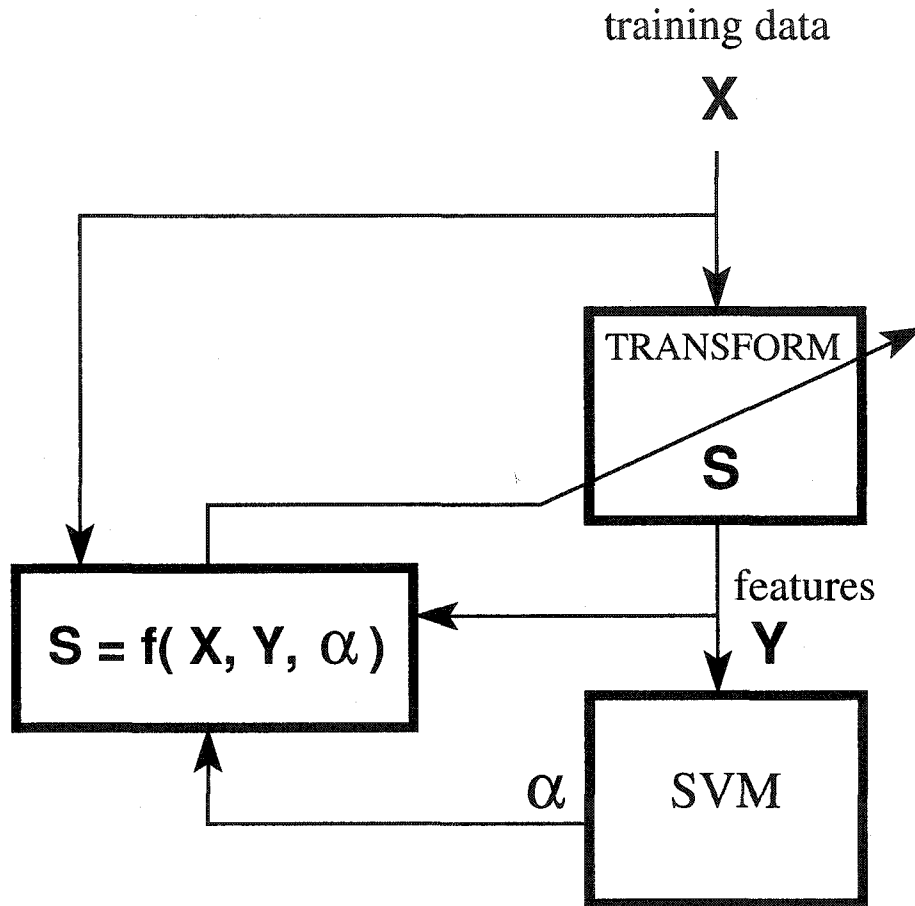 training data
X
TRANSFORM
S
features
Y
S = f( X, Y, α )
α
SVM